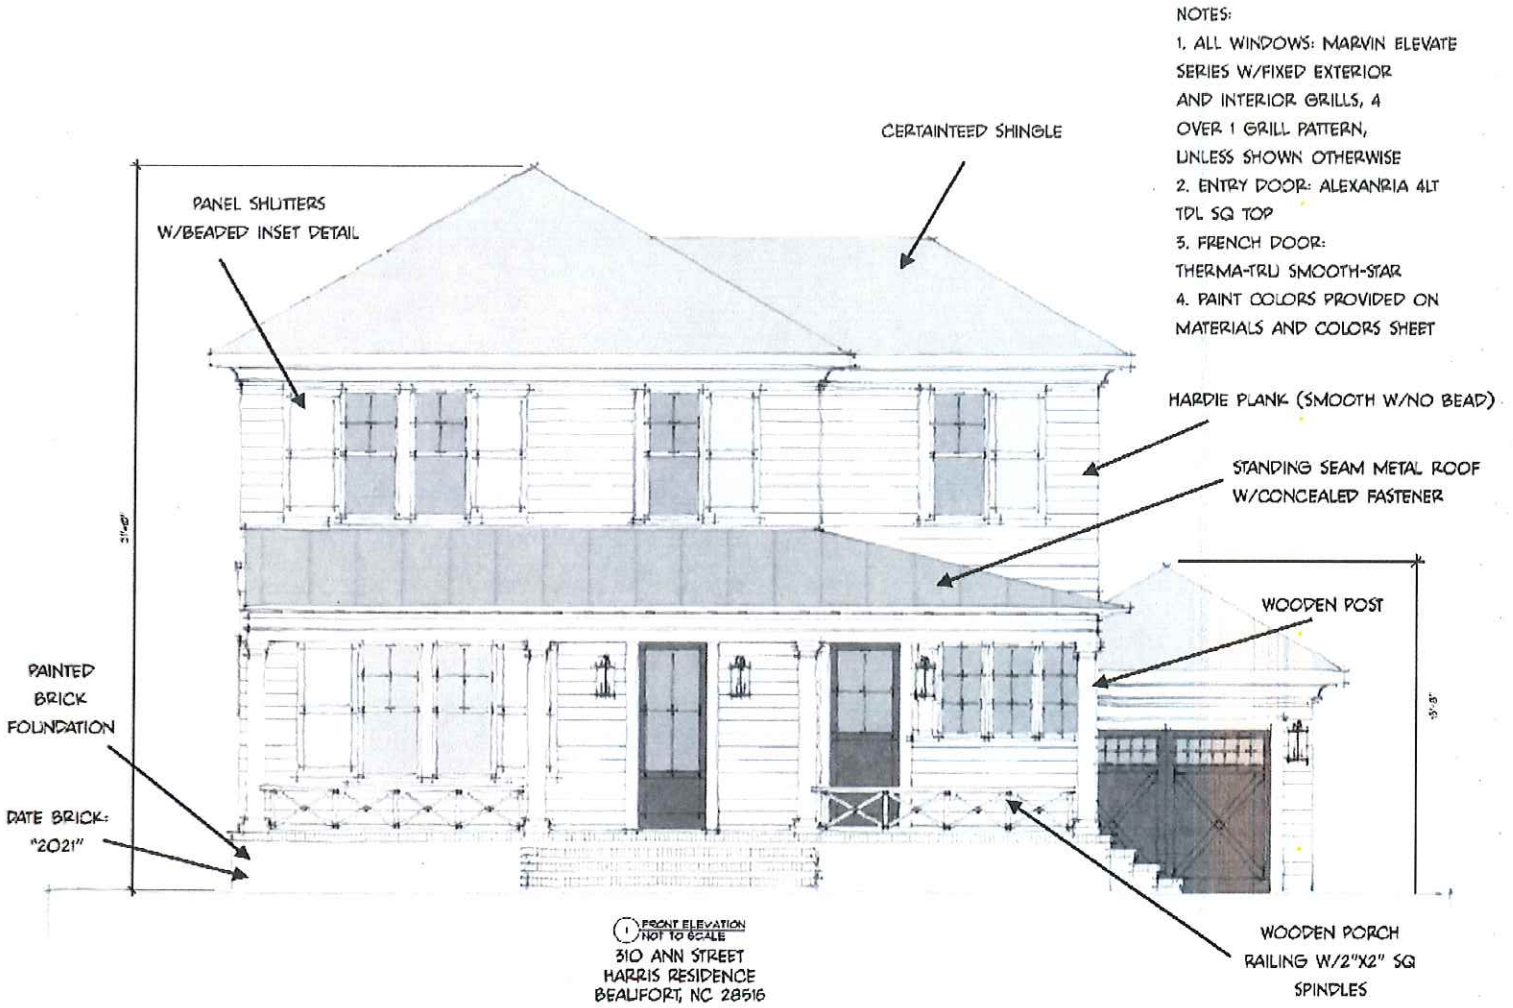 NOTES:
1. ALL WINDOWS: MARVIN ELEVATE
SERIES W/FIXED EXTERIOR
AND INTERIOR GRILLS, 4
OVER 1 GRILL PATTERN,
UNLESS SHOWN OTHERWISE
2. ENTRY DOOR: ALEXANRIA 4LT
TDL SQ TOP
3. FRENCH DOOR:
THERMA-TRU SMOOTH-STAR
4. PAINT COLORS PROVIDED ON
MATERIALS AND COLORS SHEET
CERTAINTEED SHINGLE
PANEL SHUTTERS
W/BEADED INSET DETAIL
HARDIE PLANK (SMOOTH W/NO BEAD)
STANDING SEAM METAL ROOF
W/CONCEALED FASTENER
WOODEN POST
PAINTED
BRICK
FOUNDATION
DATE BRICK:
"2021"
WOODEN PORCH
RAILING W/2"X2" SQ
SPINDLES
1
FRONT ELEVATION
NOT TO SCALE
310 ANN STREET
HARRIS RESIDENCE
BEAUFORT, NC 28516